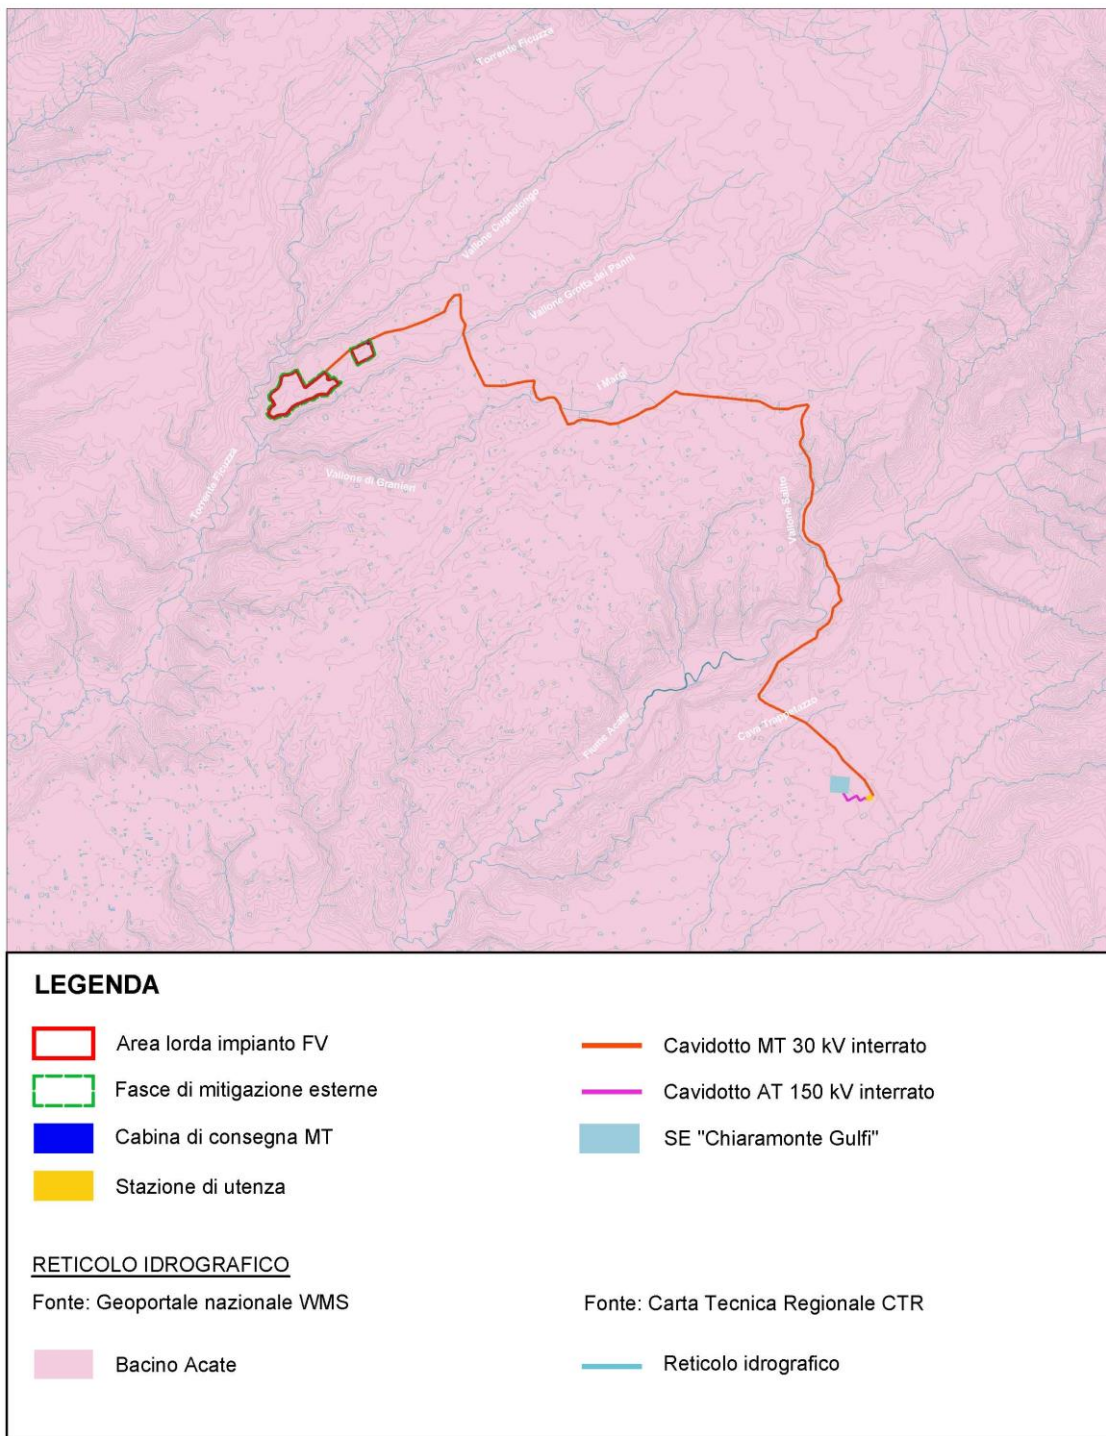 Torrente Ficuzza
Vallone Cugnolongo
Vallone Grotta dei Panni
I Margi
Vallone di Granieri
Torrente Ficuzza
Vallone Salito
Cava Trappetazzo
Fiume Acate
LEGENDA
Area lorda impianto FV
Fasce di mitigazione esterne
Cabina di consegna MT
Stazione di utenza
Cavidotto MT 30 kV interrato
Cavidotto AT 150 kV interrato
SE "Chiaramonte Gulfi"
RETICOLO IDROGRAFICO
Fonte: Geoportale nazionale WMS
Fonte: Carta Tecnica Regionale CTR
Bacino Acate
Reticolo idrografico